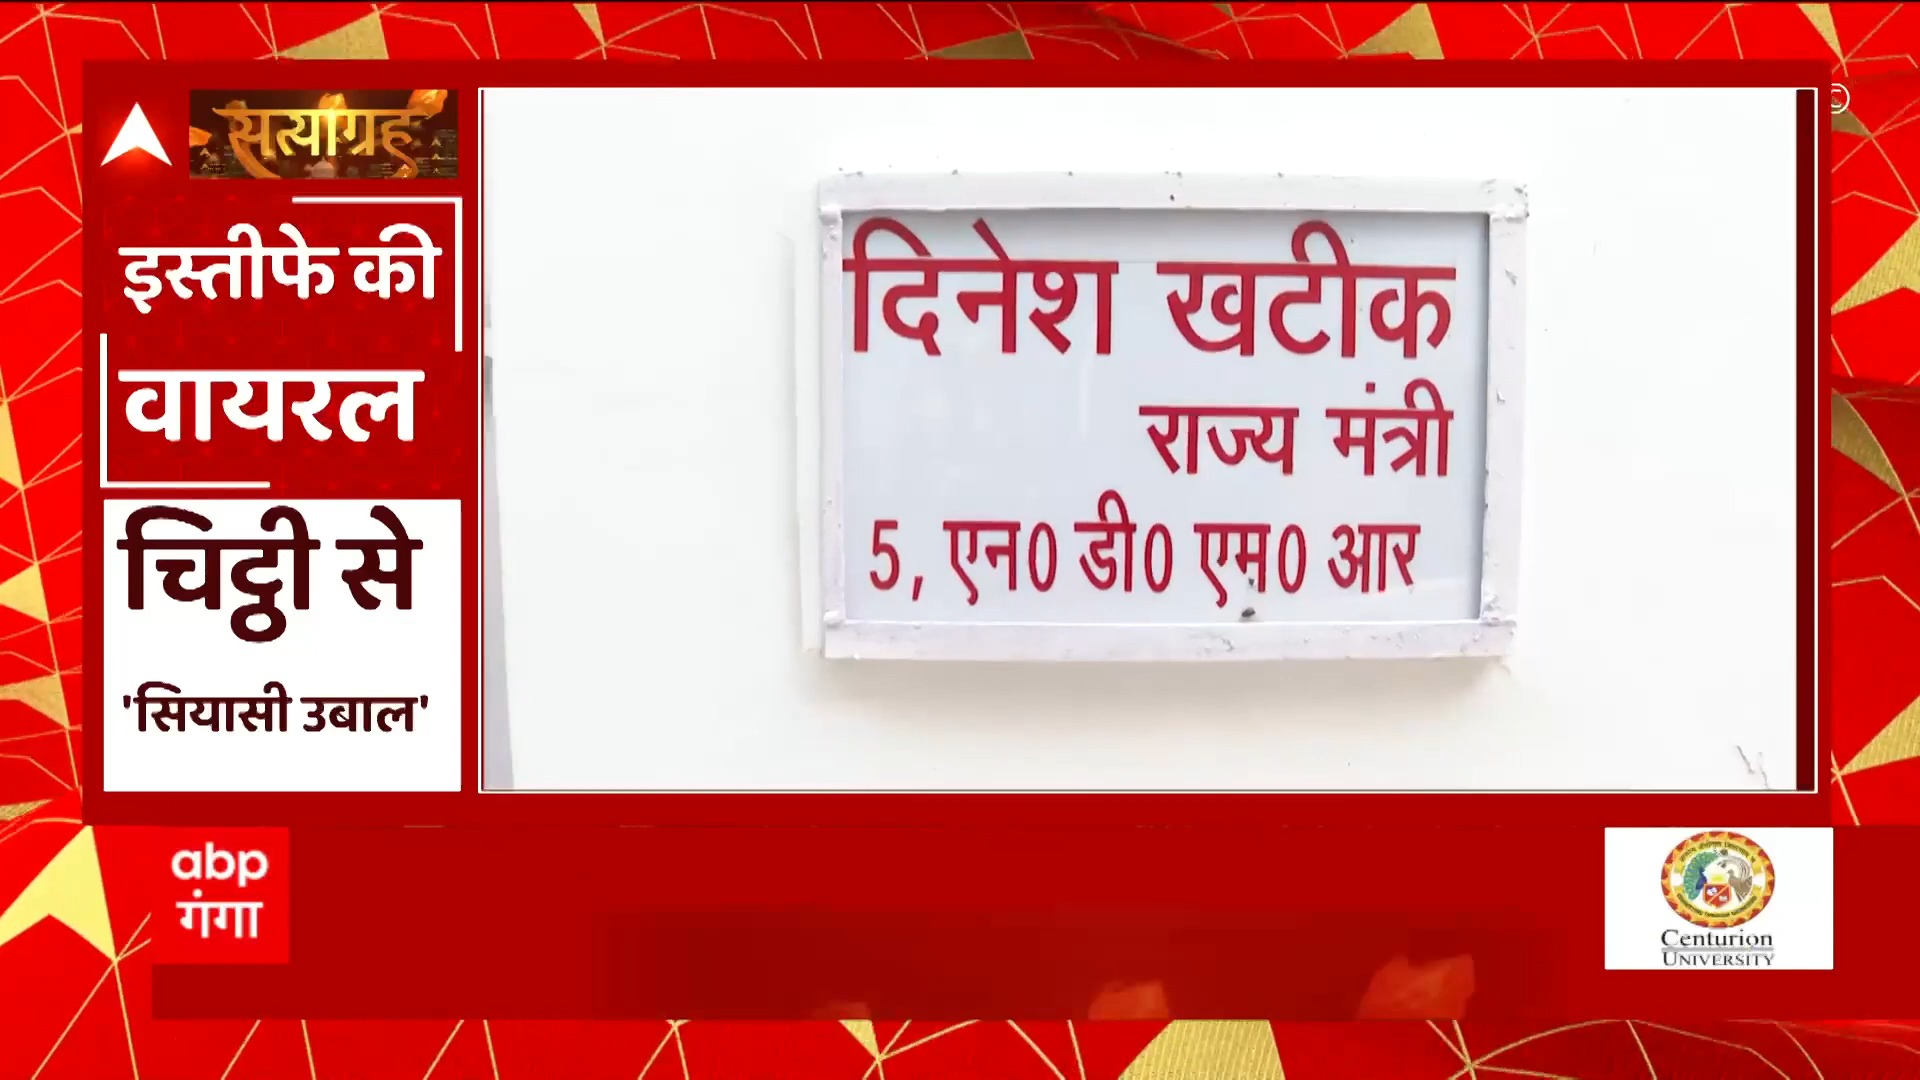 सत्याग्रह
इस्तीफे की
वायरल
चिट्ठी से
'सियासी उबाल'
दिनेश खटीक
राज्य मंत्री
5, एन0 डी0 एम0 आर
©
abp
गंगा
Centurion
UNIVERSITY